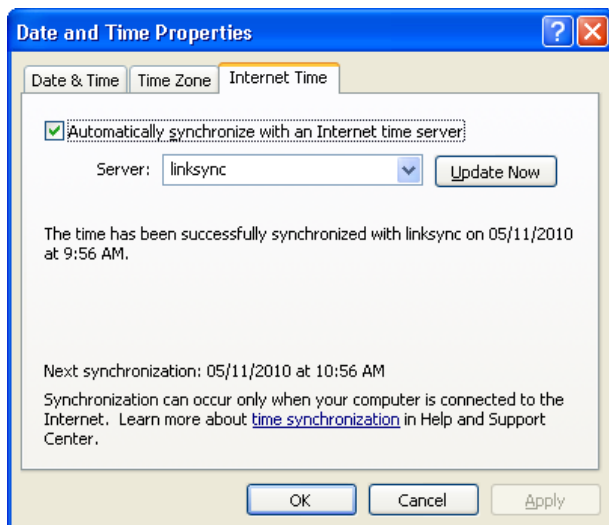 Date and Time Properties
Date & Time
Time Zone
Internet Time
Automatically synchronize with an Internet time server
Server: linksync
Update Now
The time has been successfully synchronized with linksync on 05/11/2010
at 9:56 AM.
Next synchronization: 05/11/2010 at 10:56 AM
Synchronization can occur only when your computer is connected to the
Internet. Learn more about time synchronization in Help and Support
Center.
OK
Cancel
Apply